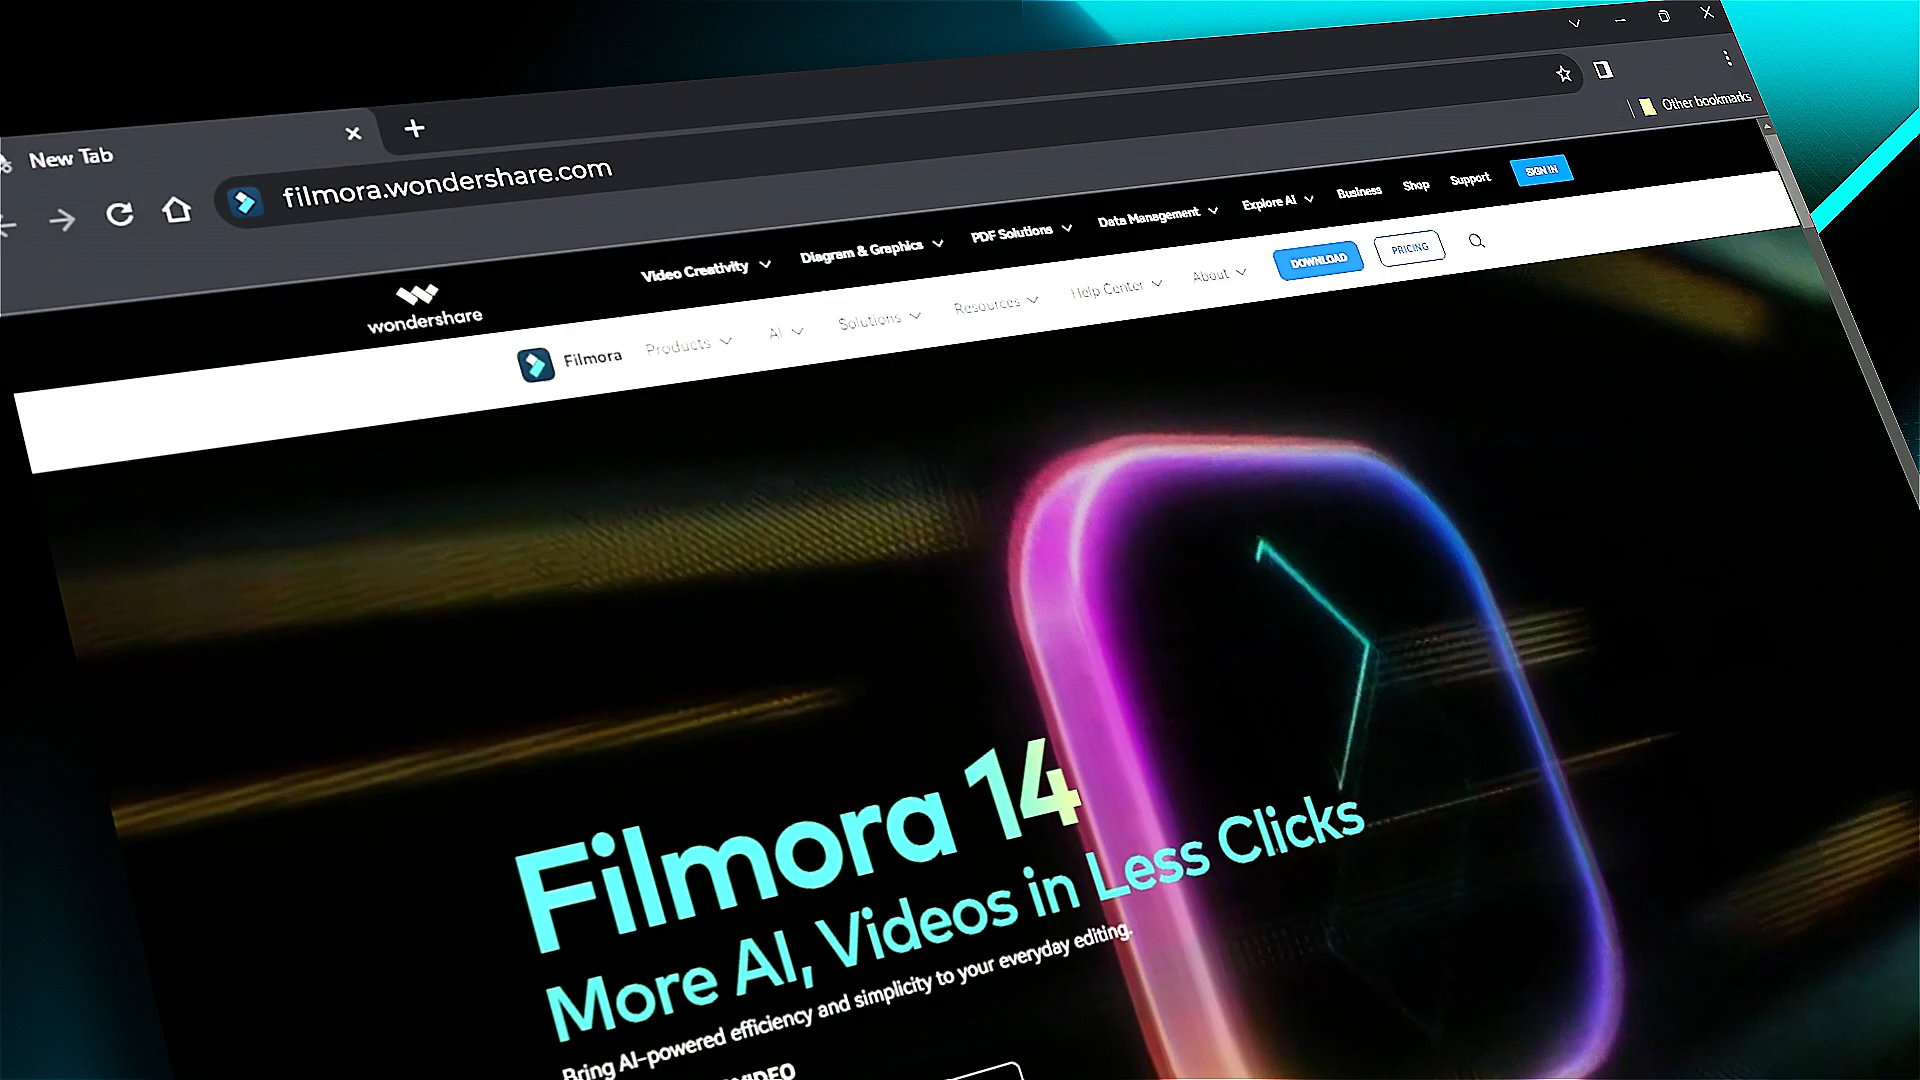 New Tab
filmora.wondershare.com
Other bookmarks
wondershare
Video Creativity
Diagram & Graphics
PDF Solutions
Data Management
Explore AI
Business
Shop
Support
SIGN IN
Filmora
Products
AI
Solutions
Resources
Help Center
About
DOWNLOAD
PRICING
Filmora 14
More AI, Videos in Less Clicks
Bring AI-powered efficiency and simplicity to your everyday editing.